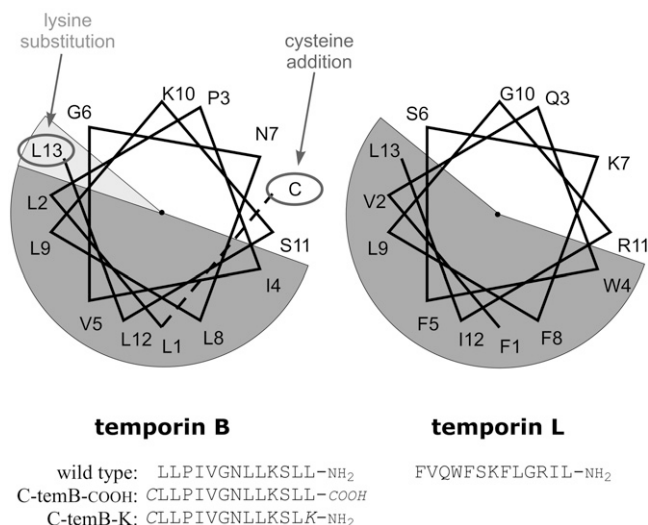 lysine
substitution
cysteine
addition
K10
P3
G6
N7
L13
C
L2
L9
S11
I4
V5
L12
L1
L8
G10
Q3
S6
K7
L13
V2
L9
R11
W4
F5
I12
F1
F8
temporin B
temporin L
wild type: LLPIVGNLLKSLL-NH2
FVQWFSKFLGRIL-NH2
C-temB-COOH: CLLPIVGNLLKSLL-COOH
C-temB-K: CLLPIVGNLLKSLK-NH2